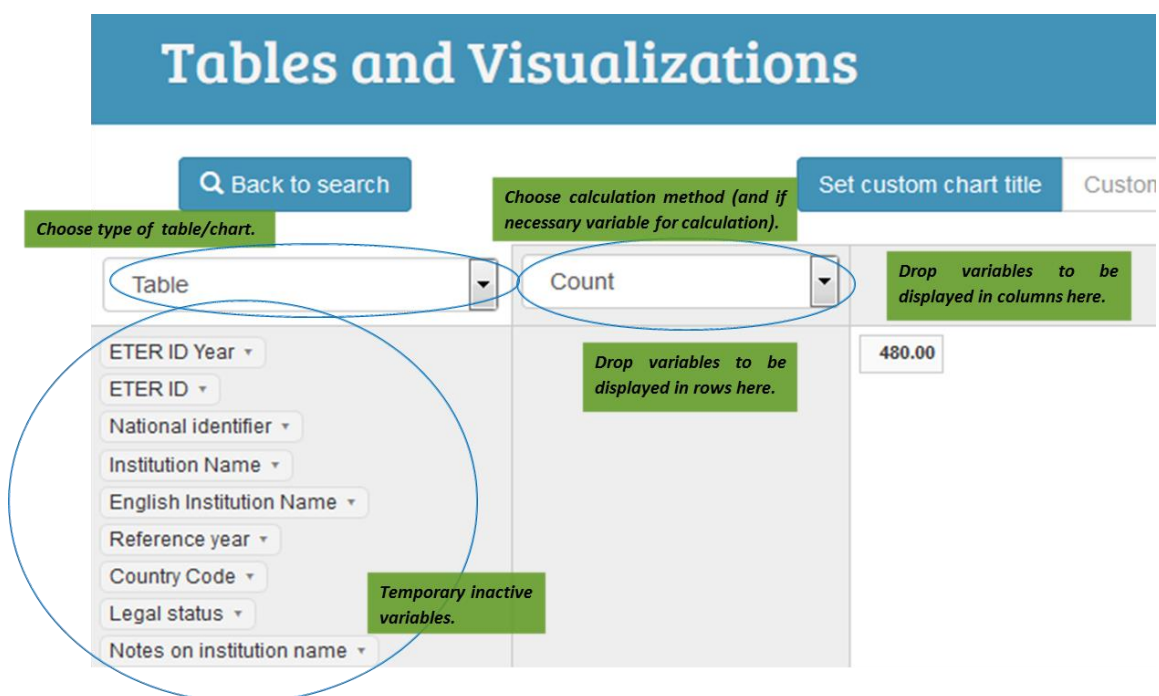 Tables and Visualizations
Back to search
Set custom chart title
Custom
Choose type of table/chart.
Choose calculation method (and if
necessary variable for calculation).
Table
Count
Drop variables to be
displayed in columns here.
ETER ID Year
ETER ID
National identifier
Institution Name
English Institution Name
Reference year
Country Code
Legal status
Notes on institution name
Drop variables to be
displayed in rows here.
480.00
Temporary inactive
variables.